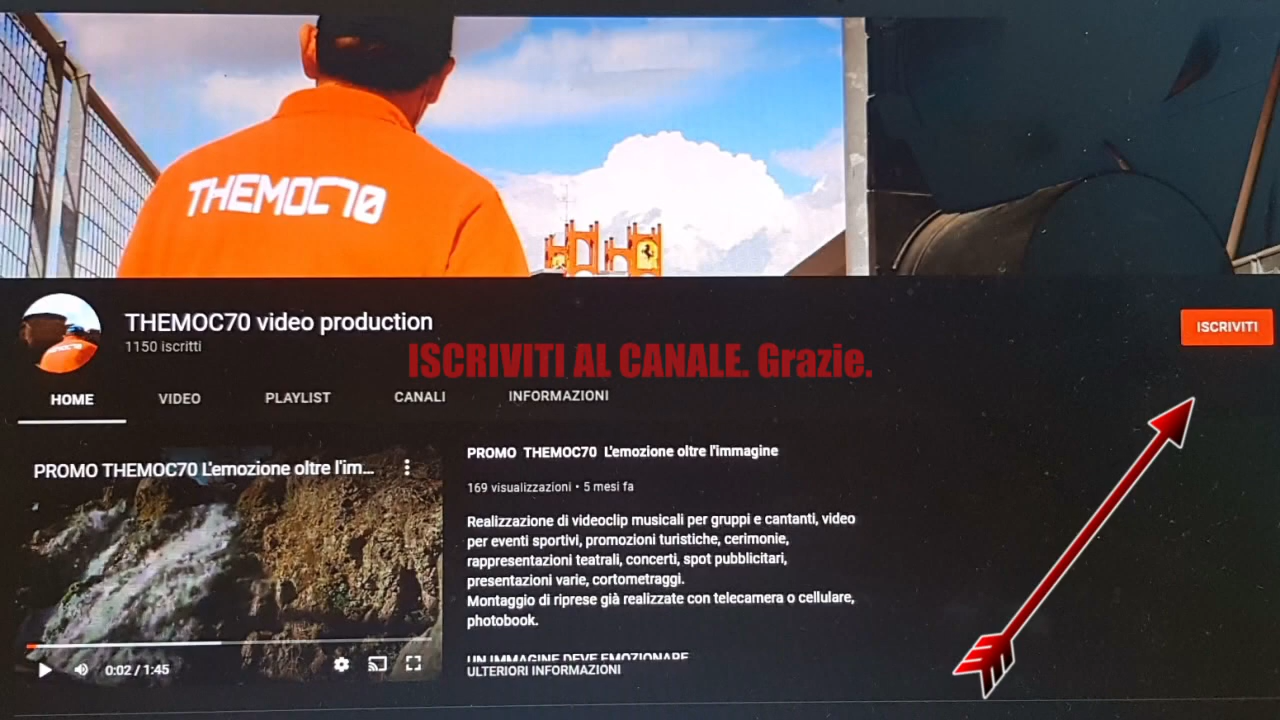 THEMOC70
THEMOC70 video production
1150 iscritti
ISCRIVITI
ISCRIVITI AL CANALE. Grazie.
HOME VIDEO PLAYLIST CANALI INFORMAZIONI
PROMO THEMOC70 L'emozione oltre l'im...
0:02 / 1:45
PROMO THEMOC70 L'emozione oltre l'immagine
169 visualizzazioni • 5 mesi fa
Realizzazione di videoclip musicali per gruppi e cantanti, video
per eventi sportivi, promozioni turistiche, cerimonie,
rappresentazioni teatrali, concerti, spot pubblicitari,
presentazioni varie, cortometraggi.
Montaggio di riprese già realizzate con telecamera o cellulare,
photobook.
UN IMMAGINE DEVE EMOZIONARE
ULTERIORI INFORMAZIONI